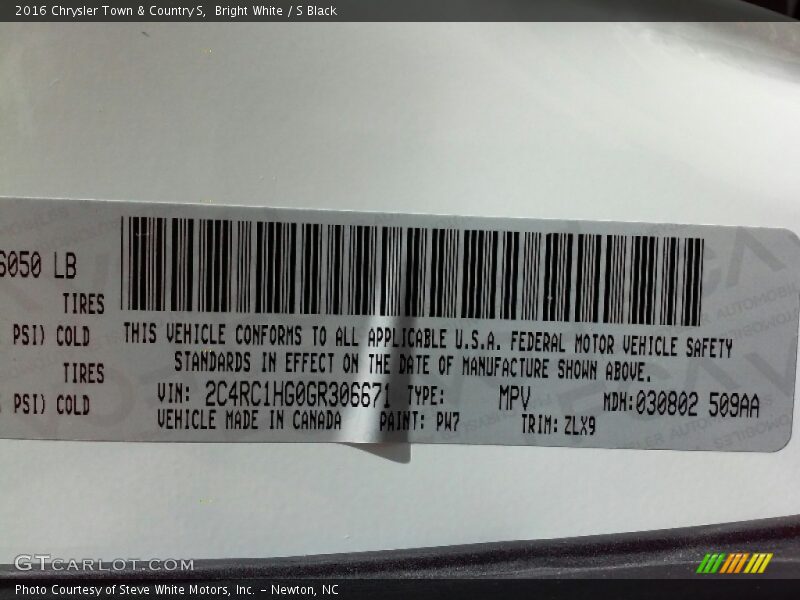 2016 Chrysler Town & Country S, Bright White / S Black
6050 LB
TIRES
PSI) COLD
TIRES
PSI) COLD
THIS VEHICLE CONFORMS TO ALL APPLICABLE U.S.A. FEDERAL MOTOR VEHICLE SAFETY
STANDARDS IN EFFECT ON THE DATE OF MANUFACTURE SHOWN ABOVE.
VIN: 2C4RC1HG0GR306671 TYPE: MPV MDH:030802 509AA
VEHICLE MADE IN CANADA PAINT: PW7 TRIM: ZLX9
GTCARLOT.COM
Photo Courtesy of Steve White Motors, Inc. – Newton, NC